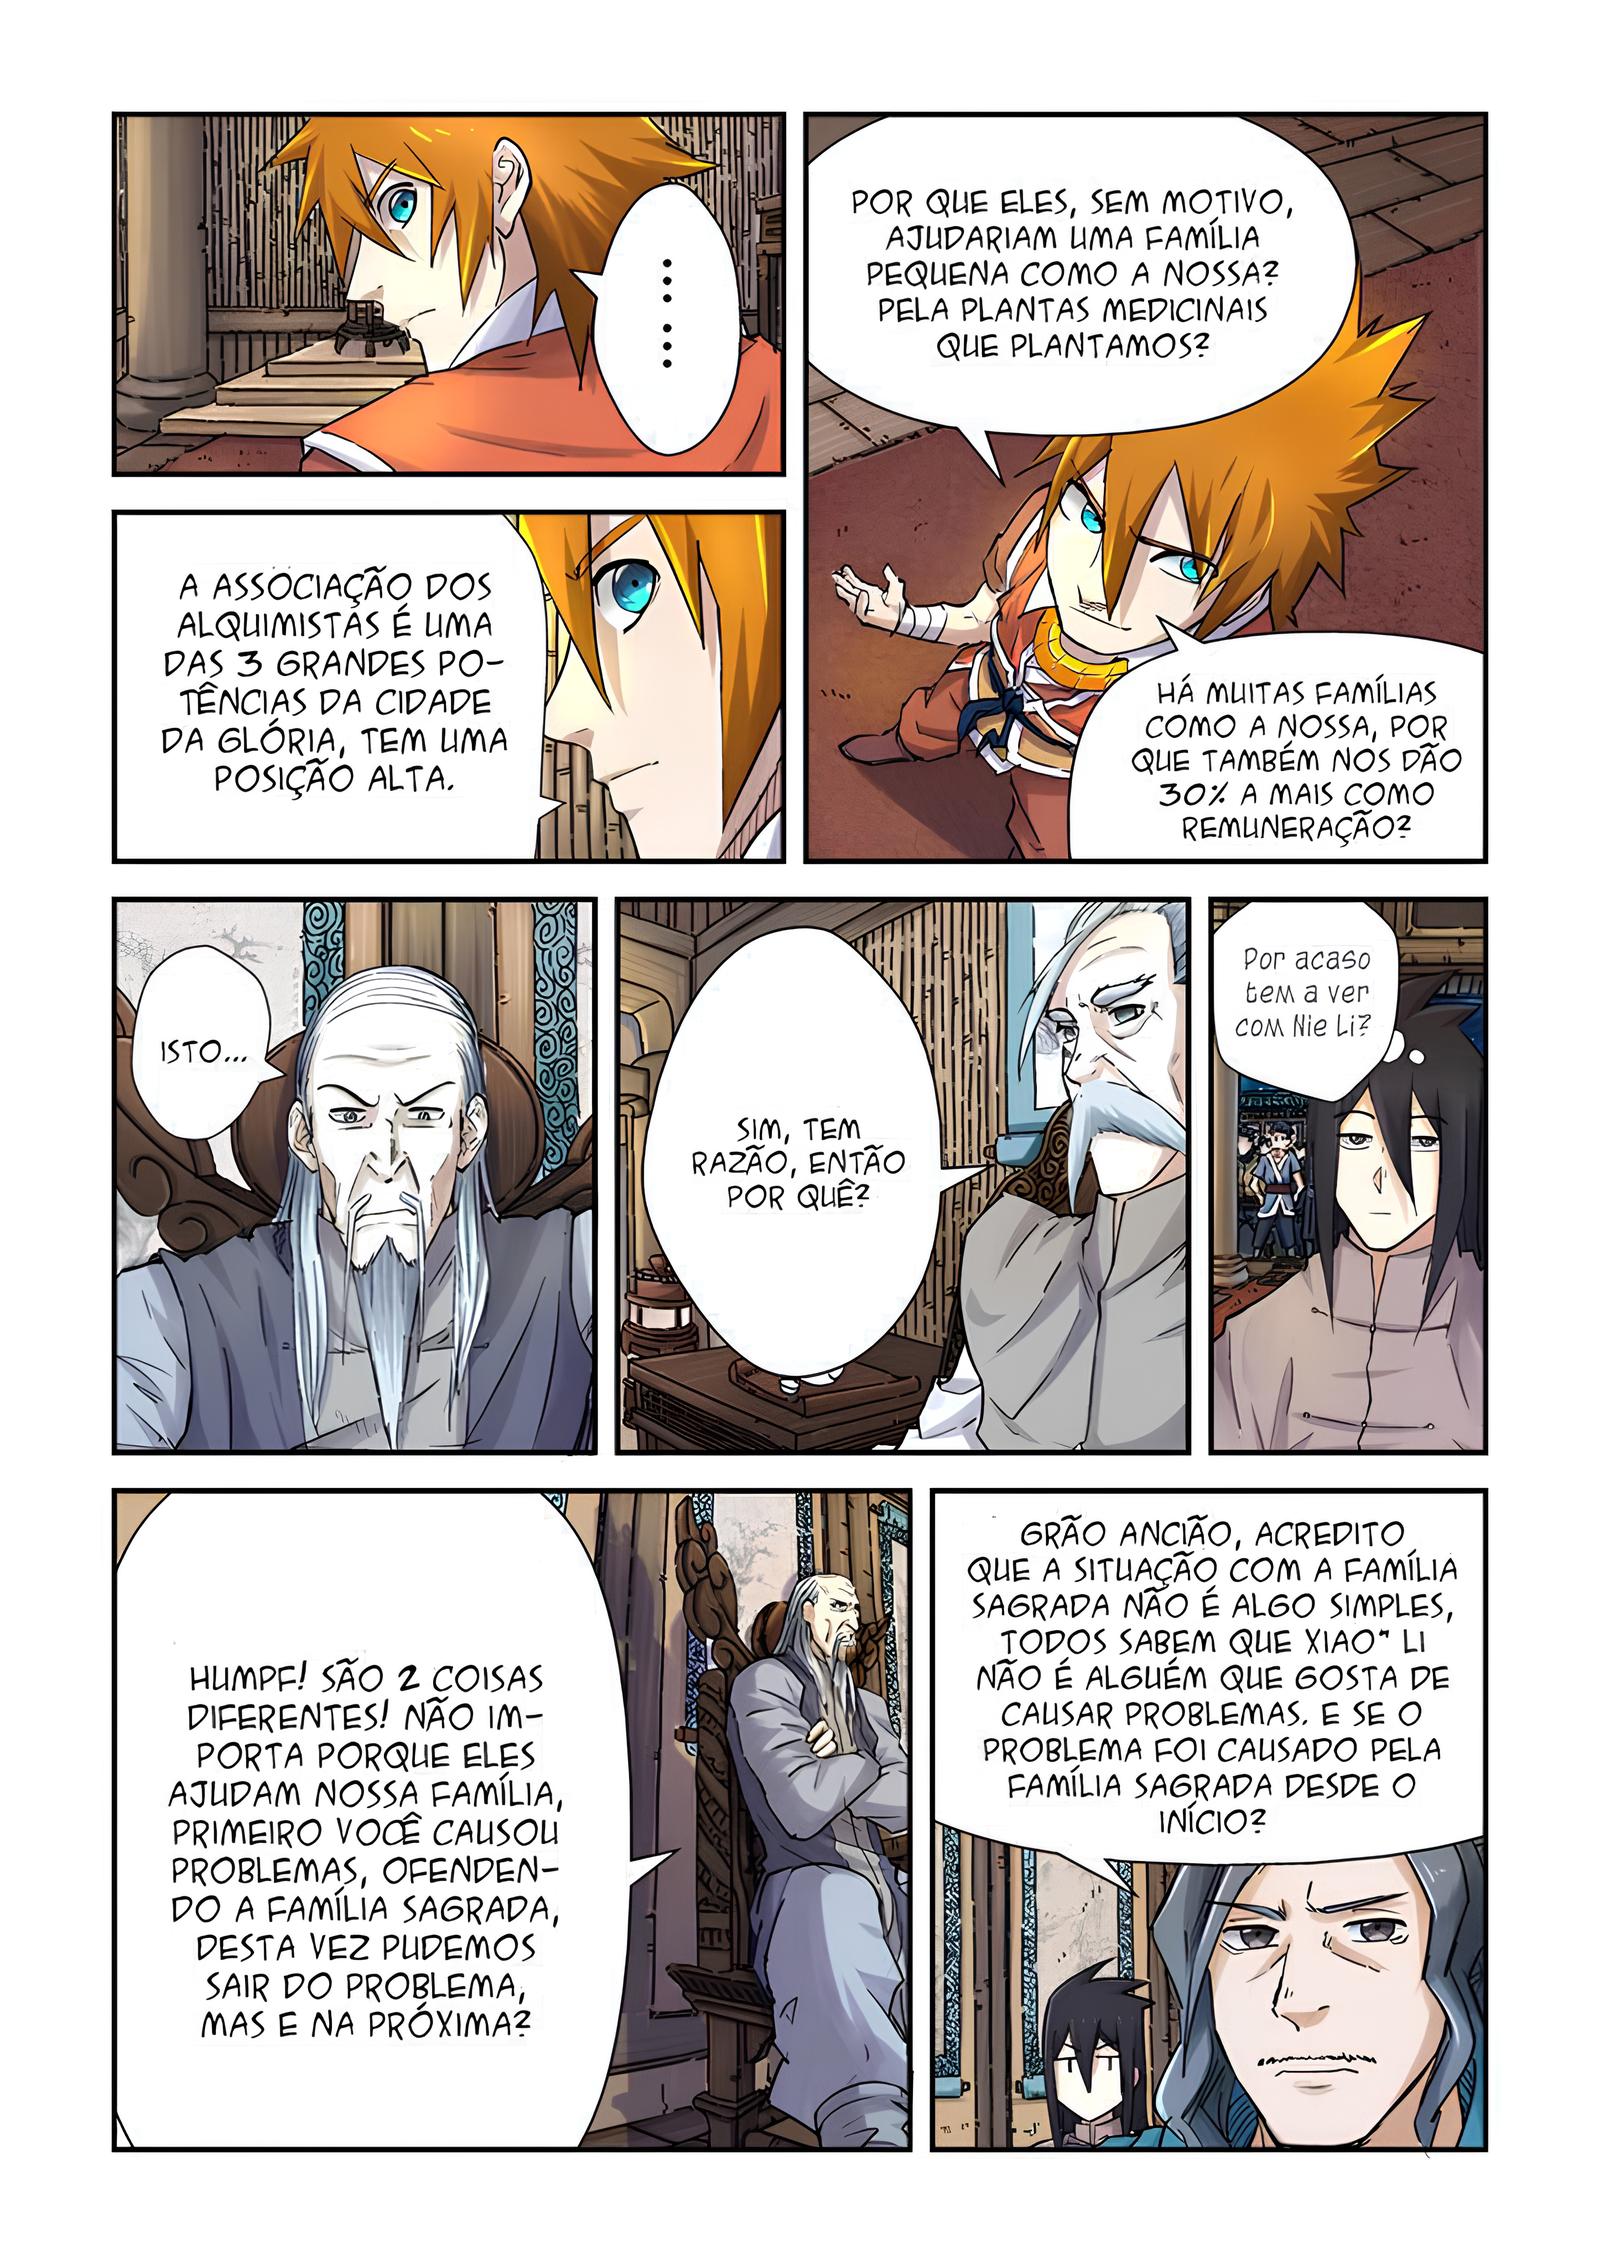 ......
A ASSOCIAÇÃO DOS
ALQUIMISTAS É UMA
DAS 3 GRANDES PO-
TÊNCIAS DA CIDADE
DA GLÓRIA, TEM UMA
POSIÇÃO ALTA.
POR QUE ELES, SEM MOTIVO,
AJUDARIAM UMA FAMÍLIA
PEQUENA COMO A NOSSA?
PELA PLANTAS MEDICINAIS
QUE PLANTAMOS?
HÁ MUITAS FAMÍLIAS
COMO A NOSSA, POR
QUE TAMBÉM NOS DÃO
30% A MAIS COMO
REMUNERAÇÃO?
ISTO...
SIM, TEM
RAZÃO, ENTÃO
POR QUÊ?
Por acaso
tem a ver
com Nie Li?
HUMPF! SÃO 2 COISAS
DIFERENTES! NÃO IM-
PORTA PORQUE ELES
AJUDAM NOSSA FAMÍLIA,
PRIMEIRO VOCÊ CAUSOU
PROBLEMAS, OFENDEN-
DO A FAMÍLIA SAGRADA,
DESTA VEZ PUDEMOS
SAIR DO PROBLEMA,
MAS E NA PRÓXIMA?
GRÃO ANCIÃO, ACREDITO
QUE A SITUAÇÃO COM A FAMÍLIA
SAGRADA NÃO É ALGO SIMPLES,
TODOS SABEM QUE XIAO" LI
NÃO É ALGUÉM QUE GOSTA DE
CAUSAR PROBLEMAS. E SE O
PROBLEMA FOI CAUSADO PELA
FAMÍLIA SAGRADA DESDE O
INÍCIO?